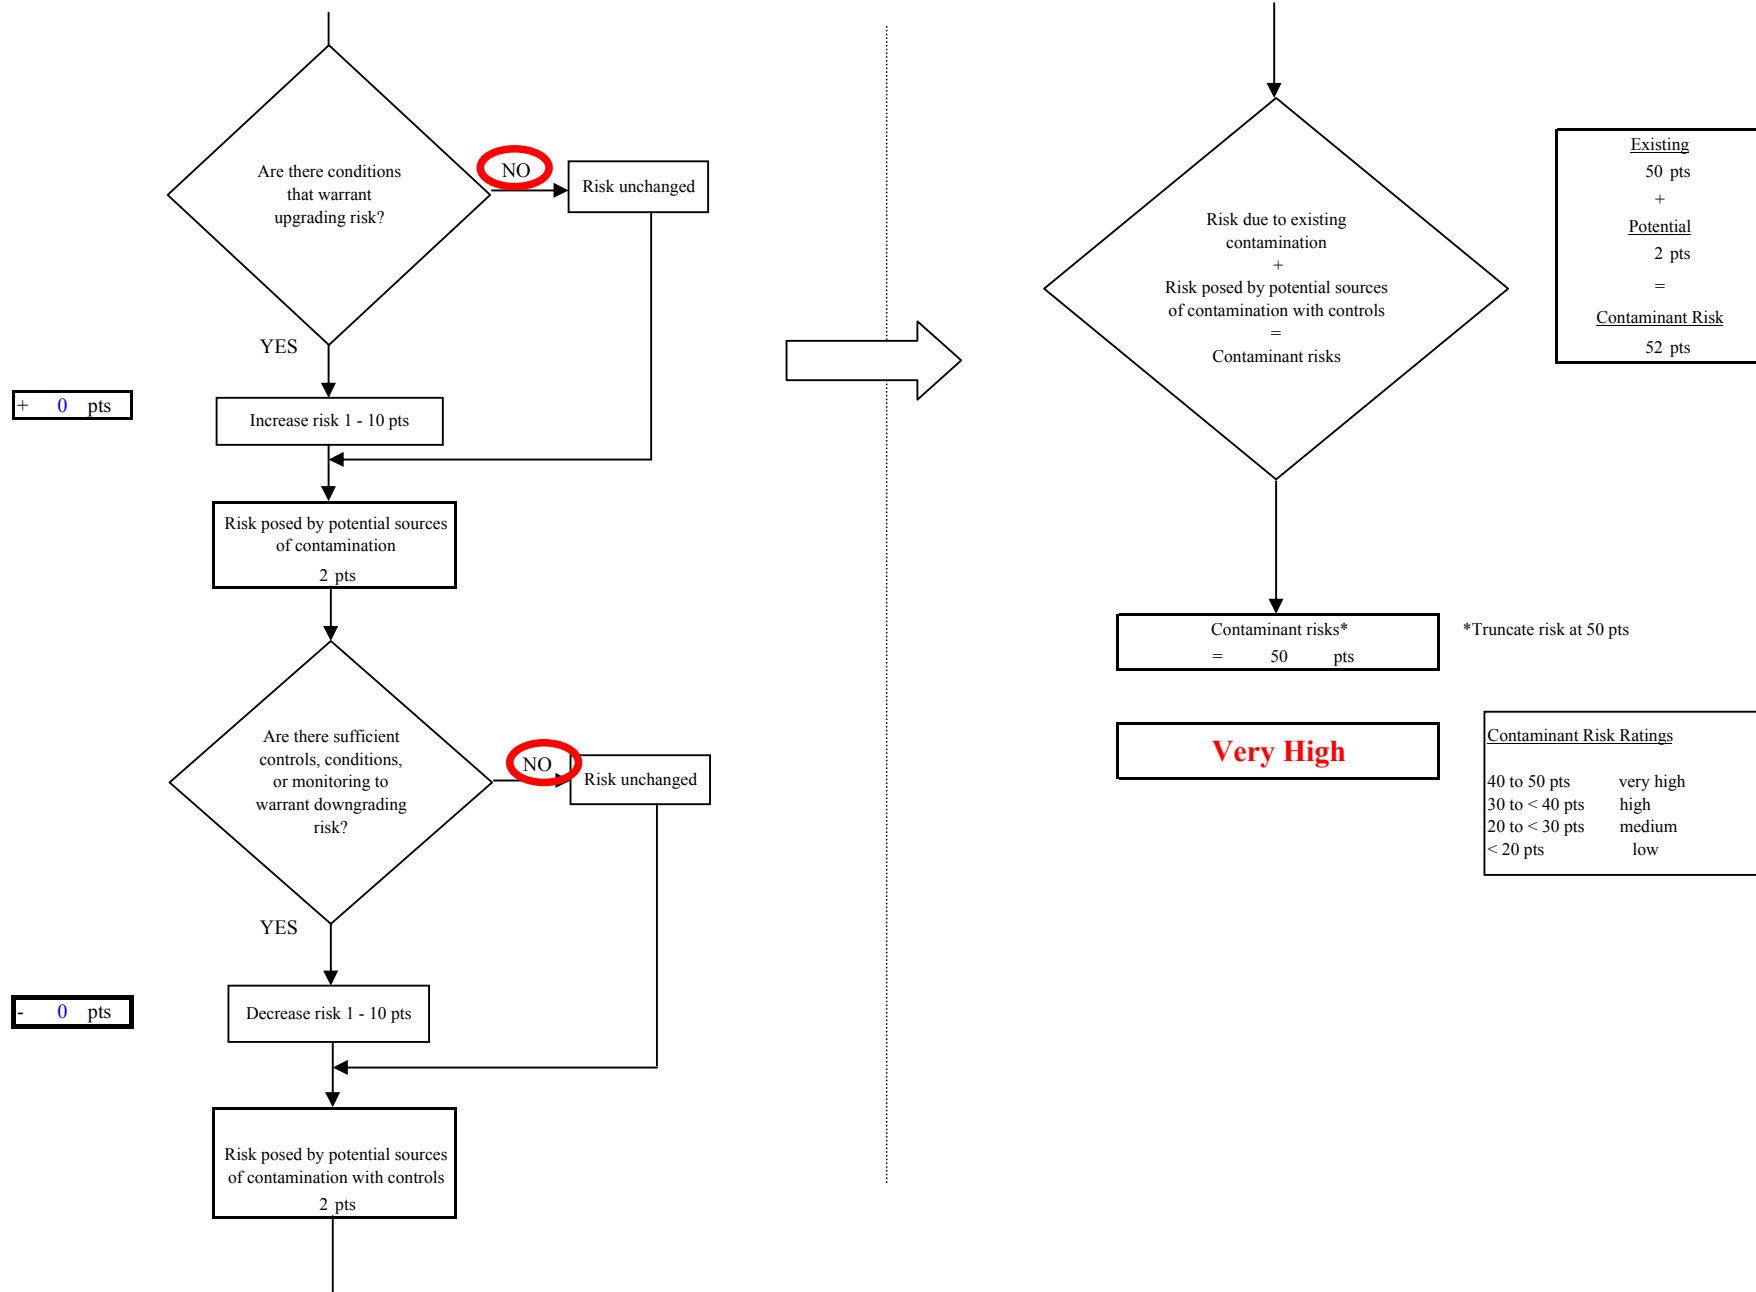 Are there conditions
that warrant
upgrading risk?
NO
Risk unchanged
YES
+ 0 pts
Increase risk 1 - 10 pts
Risk posed by potential sources
of contamination
2 pts
Are there sufficient
controls, conditions,
or monitoring to
warrant downgrading
risk?
NO
Risk unchanged
YES
- 0 pts
Decrease risk 1 - 10 pts
Risk posed by potential sources
of contamination with controls
2 pts
Risk due to existing
contamination
+
Risk posed by potential sources
of contamination with controls
=
Contaminant risks
Existing
50 pts
+
Potential
2 pts
=
Contaminant Risk
52 pts
Contaminant risks*
= 50 pts
*Truncate risk at 50 pts
Very High
Contaminant Risk Ratings
40 to 50 pts very high
30 to < 40 pts high
20 to < 30 pts medium
< 20 pts low